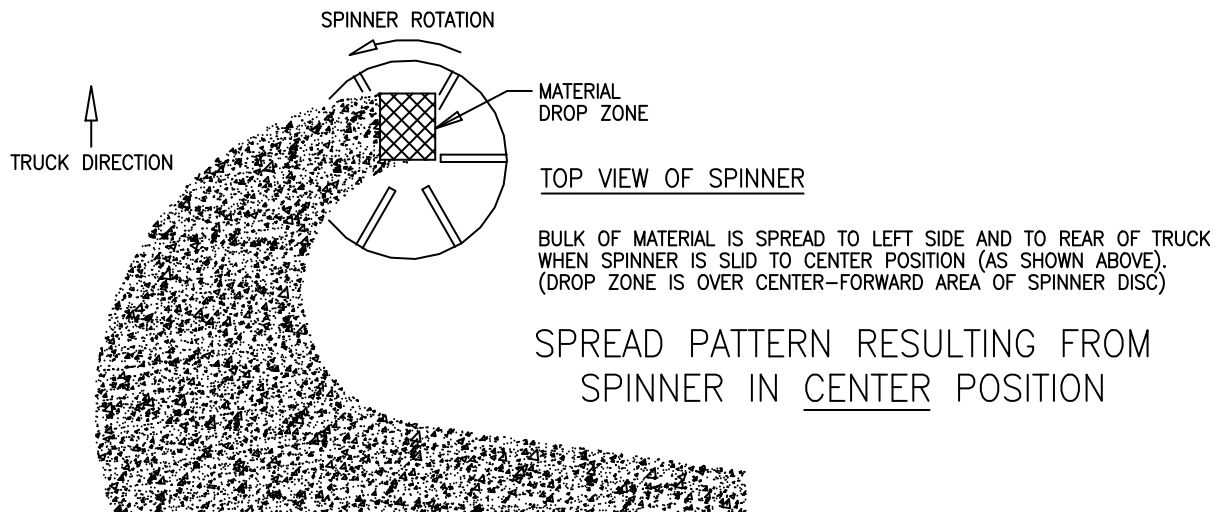 SPINNER ROTATION
MATERIAL
DROP ZONE
TRUCK DIRECTION
TOP VIEW OF SPINNER
BULK OF MATERIAL IS SPREAD TO LEFT SIDE AND TO REAR OF TRUCK
WHEN SPINNER IS SLID TO CENTER POSITION (AS SHOWN ABOVE).
(DROP ZONE IS OVER CENTER-FORWARD AREA OF SPINNER DISC)
SPREAD PATTERN RESULTING FROM
SPINNER IN CENTER POSITION